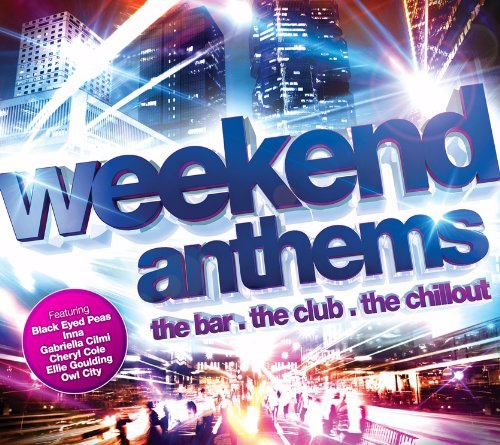 weekend
anthems
the bar . the club . the chillout
Featuring
Black Eyed Peas
Inna
Gabriella Cilmi
Cheryl Cole
Ellie Goulding
Owl City